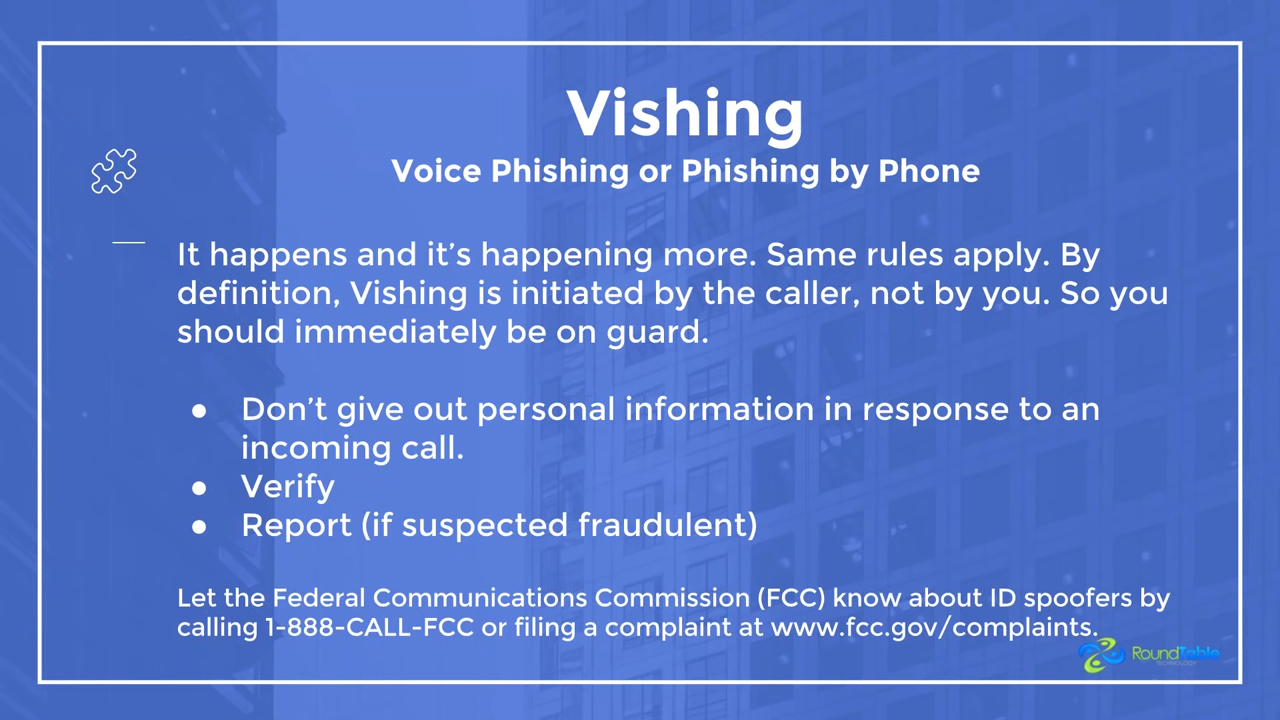 Vishing
Voice Phishing or Phishing by Phone
It happens and it’s happening more. Same rules apply. By
definition, Vishing is initiated by the caller, not by you. So you
should immediately be on guard.
● Don’t give out personal information in response to an
incoming call.
● Verify
● Report (if suspected fraudulent)
Let the Federal Communications Commission (FCC) know about ID spoofers by
calling 1-888-CALL-FCC or filing a complaint at www.fcc.gov/complaints.
RoundTable
TECHNOLOGY